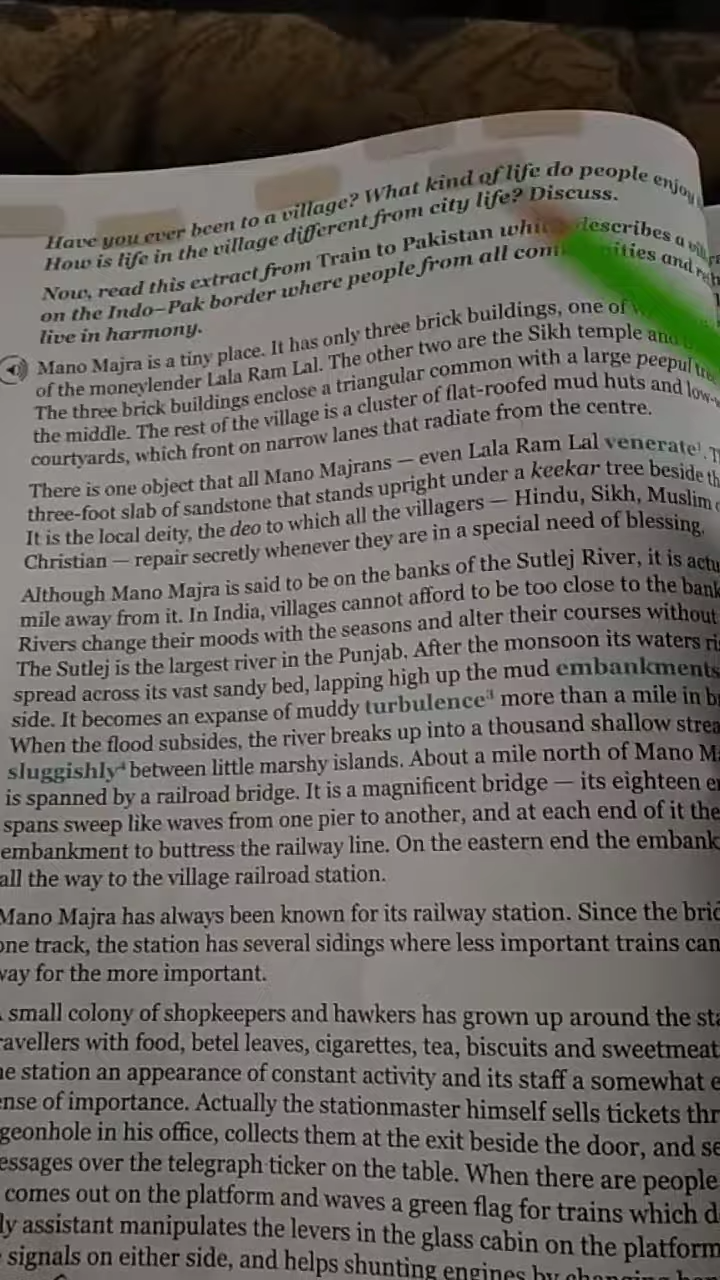 Have you ever been to a village? What kind of life do people enjoy
How is life in the village different from city life? Discuss.
Now, read this extract from Train to Pakistan which describes a
on the Indo–Pak border where people from all communities and
live in harmony.
Mano Majra is a tiny place. It has only three brick buildings, one of
of the moneylender Lala Ram Lal. The other two are the Sikh temple and
The three brick buildings enclose a triangular common with a large peepul
the middle. The rest of the village is a cluster of flat-roofed mud huts and
courtyards, which front on narrow lanes that radiate from the centre.
There is one object that all Mano Majrans — even Lala Ram Lal venerate¹.
three-foot slab of sandstone that stands upright under a keekar tree beside
It is the local deity, the deo to which all the villagers — Hindu, Sikh, Muslim
Christian — repair secretly whenever they are in a special need of blessing.
Although Mano Majra is said to be on the banks of the Sutlej River, it is
mile away from it. In India, villages cannot afford to be too close to the
Rivers change their moods with the seasons and alter their courses without
The Sutlej is the largest river in the Punjab. After the monsoon its waters
spread across its vast sandy bed, lapping high up the mud embankments
side. It becomes an expanse of muddy turbulence³ more than a mile in
When the flood subsides, the river breaks up into a thousand shallow
sluggishly⁴ between little marshy islands. About a mile north of Mano
is spanned by a railroad bridge. It is a magnificent bridge — its eighteen
spans sweep like waves from one pier to another, and at each end of it
embankment to buttress the railway line. On the eastern end the
all the way to the village railroad station.
Mano Majra has always been known for its railway station. Since the
one track, the station has several sidings where less important trains can
way for the more important.
small colony of shopkeepers and hawkers has grown up around the
travellers with food, betel leaves, cigarettes, tea, biscuits and
station an appearance of constant activity and its staff a somewhat
of importance. Actually the stationmaster himself sells tickets
in his office, collects them at the exit beside the door, and
over the telegraph ticker on the table. When there are people
comes out on the platform and waves a green flag for trains which
assistant manipulates the levers in the glass cabin on the platform
signals on either side, and helps shunting engines by